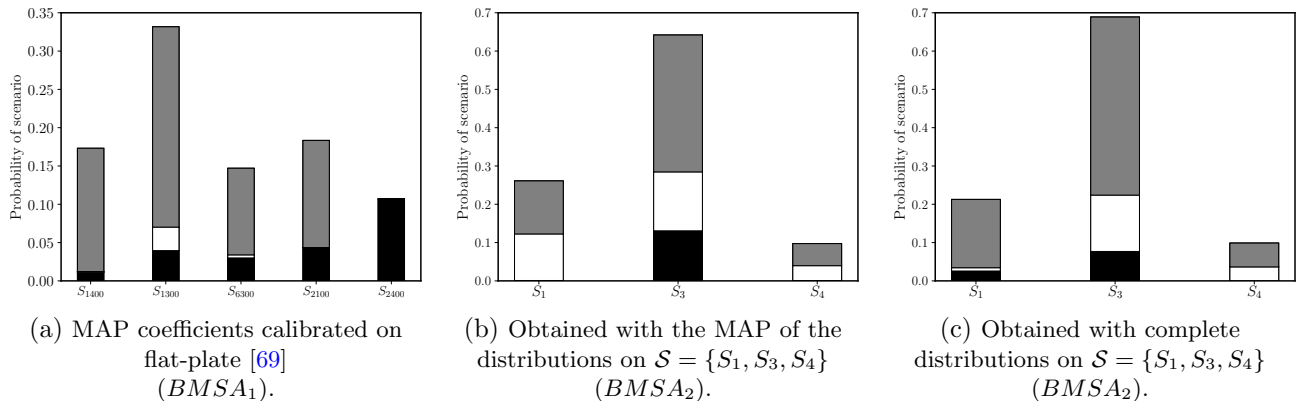 0.35
0.30
0.25
0.20
0.15
0.10
0.05
0.00
Probability of scenario
S1400
S1300
S6300
S2100
S2400
(a) MAP coefficients calibrated on
flat-plate [69]
(BMSA1).
0.7
0.6
0.5
0.4
0.3
0.2
0.1
0.0
Probability of scenario
S1
S3
S4
(b) Obtained with the MAP of the
distributions on S = {S1, S3, S4}
(BMSA2).
0.7
0.6
0.5
0.4
0.3
0.2
0.1
0.0
Probability of scenario
S1
S3
S4
(c) Obtained with complete
distributions on S = {S1, S3, S4}
(BMSA2).